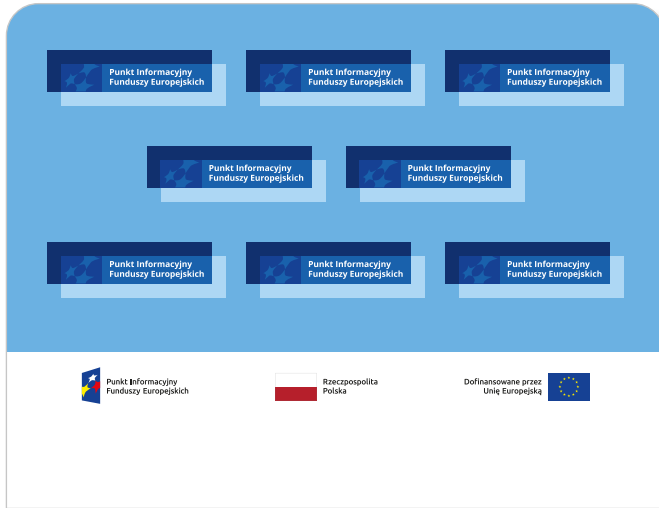 Punkt Informacyjny
Funduszy Europejskich
Punkt Informacyjny
Funduszy Europejskich
Punkt Informacyjny
Funduszy Europejskich
Punkt Informacyjny
Funduszy Europejskich
Punkt Informacyjny
Funduszy Europejskich
Punkt Informacyjny
Funduszy Europejskich
Punkt Informacyjny
Funduszy Europejskich
Punkt Informacyjny
Funduszy Europejskich
Punkt Informacyjny
Funduszy Europejskich
Rzeczpospolita
Polska
Dofinansowane przez
Unię Europejską